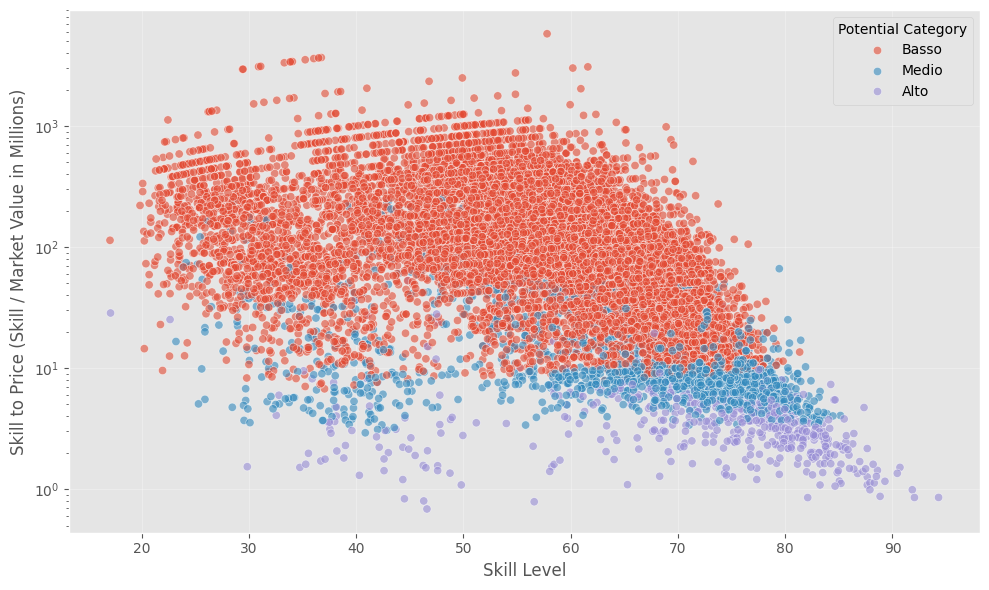 Skill to Price (Skill / Market Value in Millions)
10³
10²
10¹
10⁰
20 30 40 50 60 70 80 90
Skill Level
Potential Category
Basso
Medio
Alto